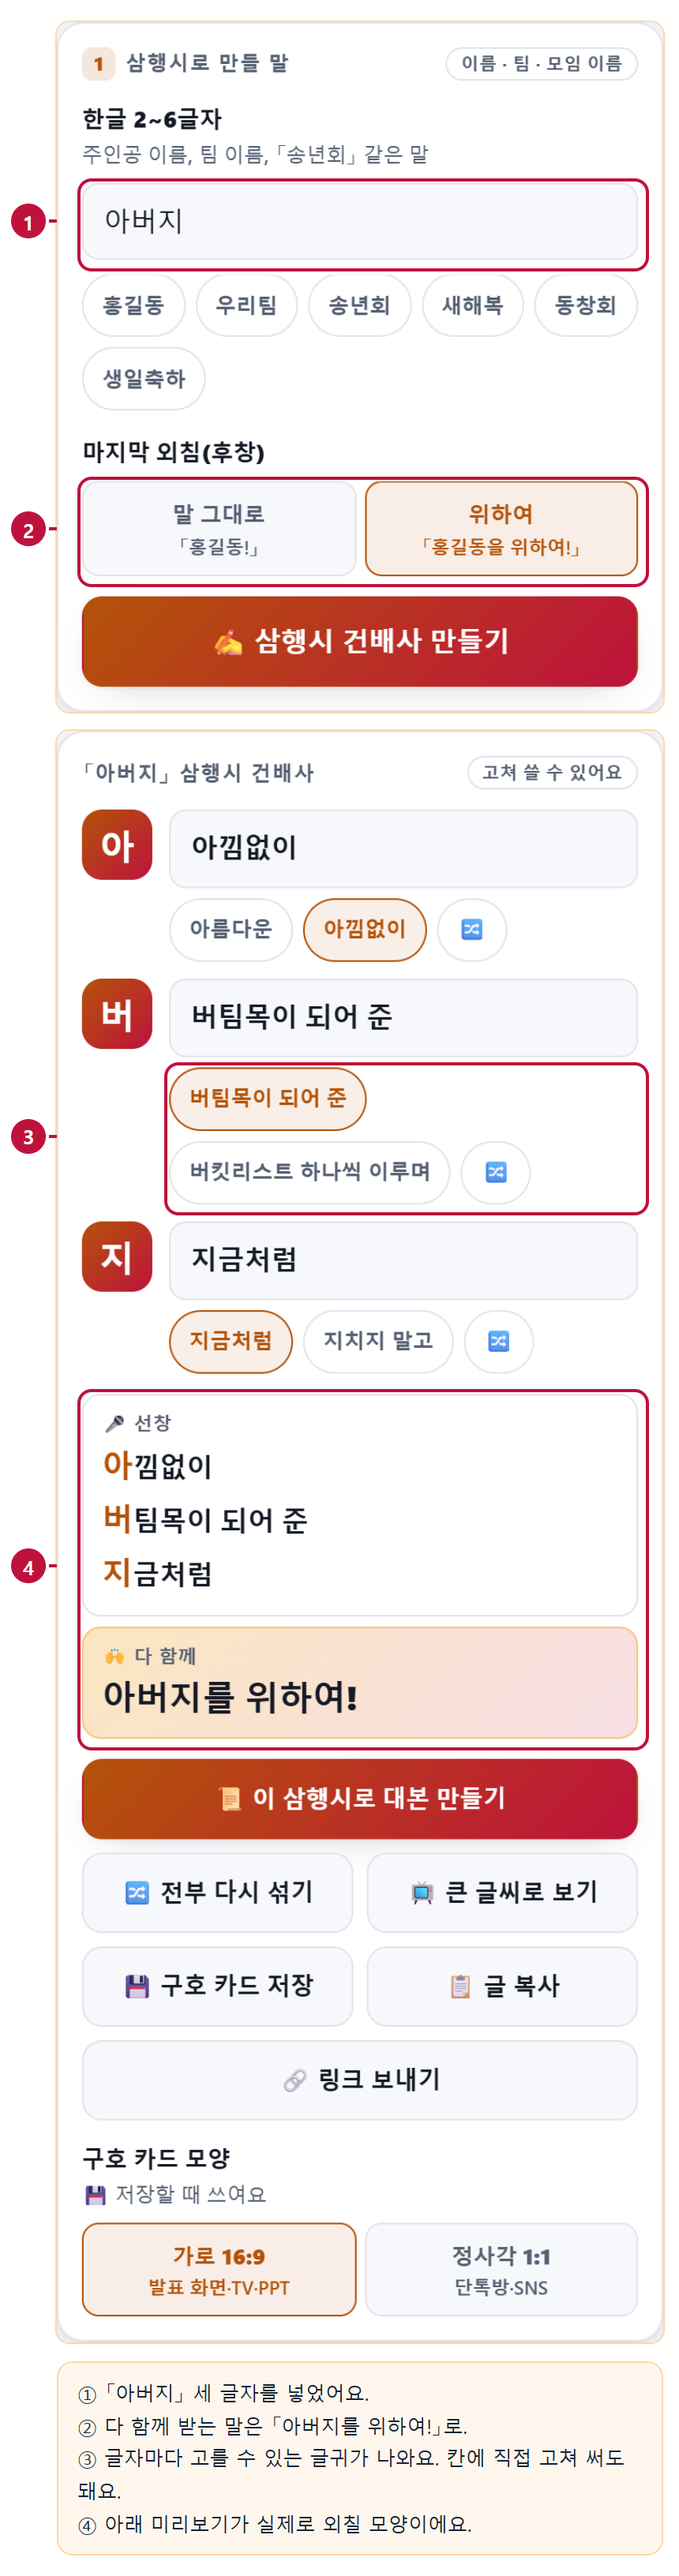 1 삼행시로 만들 말
이름 · 팀 · 모임 이름
한글 2~6글자
주인공 이름, 팀 이름, 「송년회」 같은 말
1
아버지
홍길동 우리팀 송년회 새해복 동창회
생일축하
마지막 외침(후창)
2
말 그대로
「홍길동!」
위하여
「홍길동을 위하여!」
✍️ 삼행시 건배사 만들기
「아버지」 삼행시 건배사
고쳐 쓸 수 있어요
아 아낌없이
아름다운 아낌없이 🔀
버 버팀목이 되어 준
3
버팀목이 되어 준
버킷리스트 하나씩 이루며 🔀
지 지금처럼
지금처럼 지치지 말고 🔀
4
🎤 선창
아낌없이
버팀목이 되어 준
지금처럼
🙌 다 함께
아버지를 위하여!
📜 이 삼행시로 대본 만들기
🔀 전부 다시 섞기
📺 큰 글씨로 보기
💾 구호 카드 저장
📋 글 복사
🔗 링크 보내기
구호 카드 모양
💾 저장할 때 쓰여요
가로 16:9
발표 화면·TV·PPT
정사각 1:1
단톡방·SNS
① 「아버지」 세 글자를 넣었어요.
② 다 함께 받는 말은 「아버지를 위하여!」로.
③ 글자마다 고를 수 있는 글귀가 나와요. 칸에 직접 고쳐 써도
돼요.
④ 아래 미리보기가 실제로 외칠 모양이에요.